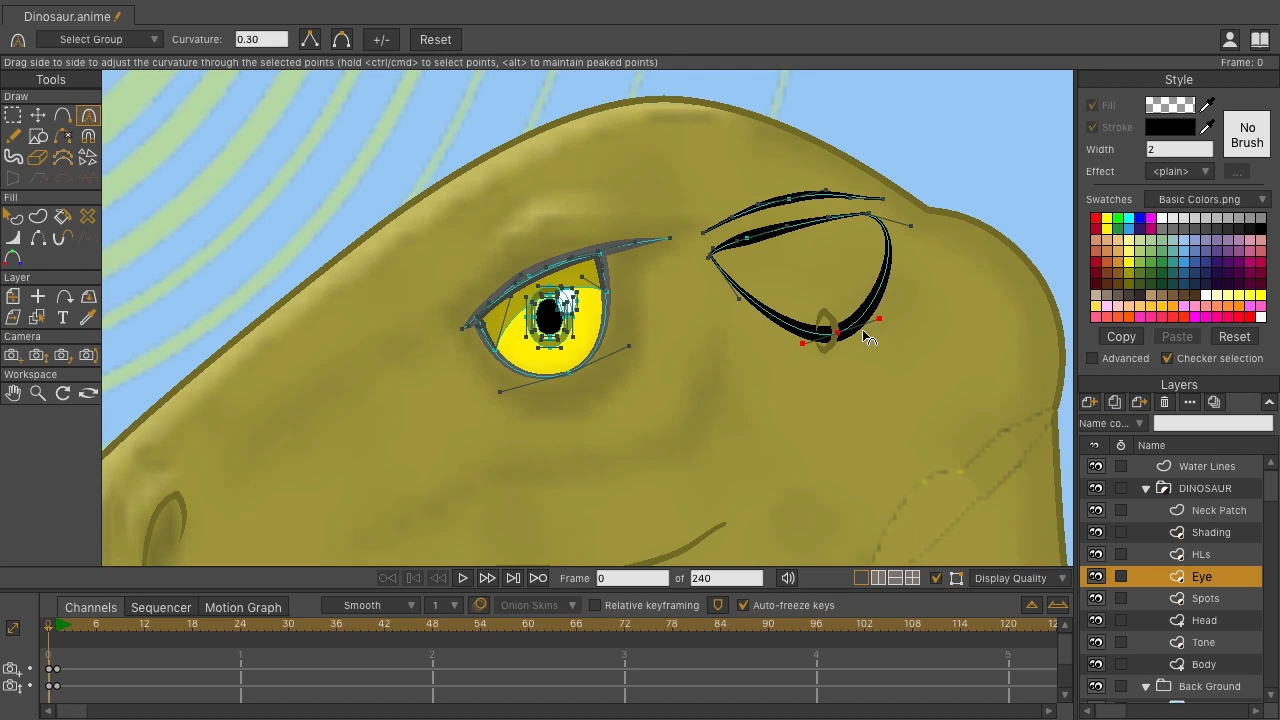 Dinosaur.anime
Select Group Curvature: 0.30 +/- Reset
Drag side to side to adjust the curvature through the selected points (hold <ctrl/cmd> to select points, <alt> to maintain peaked points) Frame: 0
Tools
Draw
Fill
Layer
Camera
Workspace
Style
Fill
Stroke
No Brush
Width 2
Effect <plain> ...
Swatches Basic Colors.png
Copy Paste Reset
Advanced Checker selection
Layers
Name co...
Name
Water Lines
DINOSAUR
Neck Patch
Shading
HLs
Eye
Spots
Head
Tone
Body
Back Ground
Frame 0 of 240 Display Quality
Channels Sequencer Motion Graph Smooth 1 Onion Skins Relative keyframing Auto-freeze keys
0 6 12 18 24 30 36 42 48 54 60 66 72 78 84 90 96 102 108 114 120 12
0 1 2 3 4 5